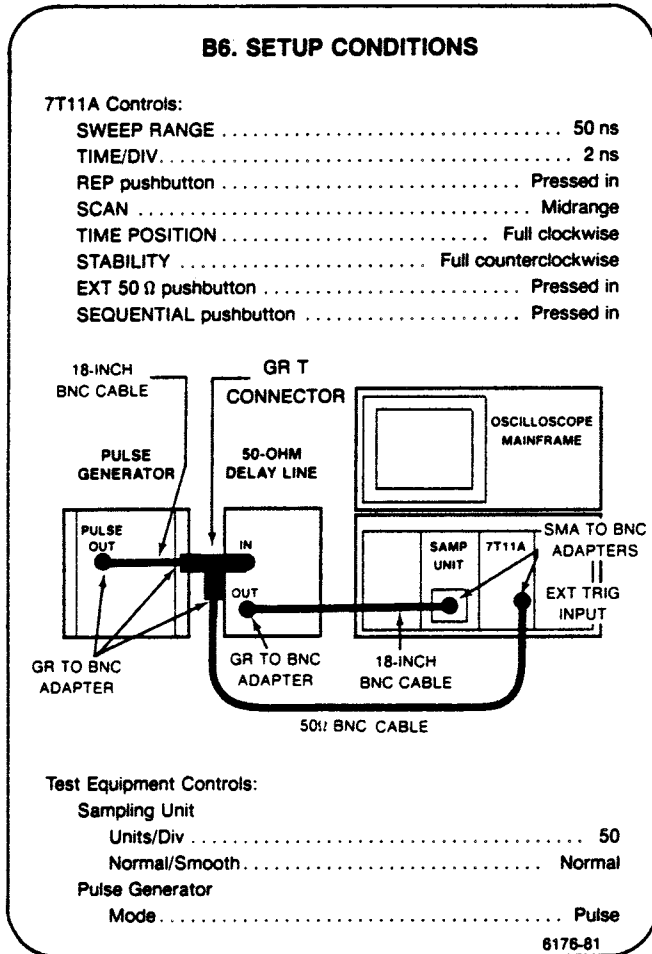 B6. SETUP CONDITIONS
7T11A Controls:
SWEEP RANGE .................................. 50 ns
TIME/DIV........................................ 2 ns
REP pushbutton ........................... Pressed in
SCAN ....................................... Midrange
TIME POSITION ........................ Full clockwise
STABILITY ...................... Full counterclockwise
EXT 50 Ω pushbutton ...................... Pressed in
SEQUENTIAL pushbutton .................... Pressed in
18-INCH
BNC CABLE
GR T
CONNECTOR
PULSE
GENERATOR
50-OHM
DELAY LINE
OSCILLOSCOPE
MAINFRAME
PULSE
OUT
IN
OUT
SAMP
UNIT
7T11A
SMA TO BNC
ADAPTERS
EXT TRIG
INPUT
GR TO BNC
ADAPTER
GR TO BNC
ADAPTER
18-INCH
BNC CABLE
50Ω BNC CABLE
Test Equipment Controls:
Sampling Unit
Units/Div ........................................ 50
Normal/Smooth ................................ Normal
Pulse Generator
Mode .......................................... Pulse
6176-81